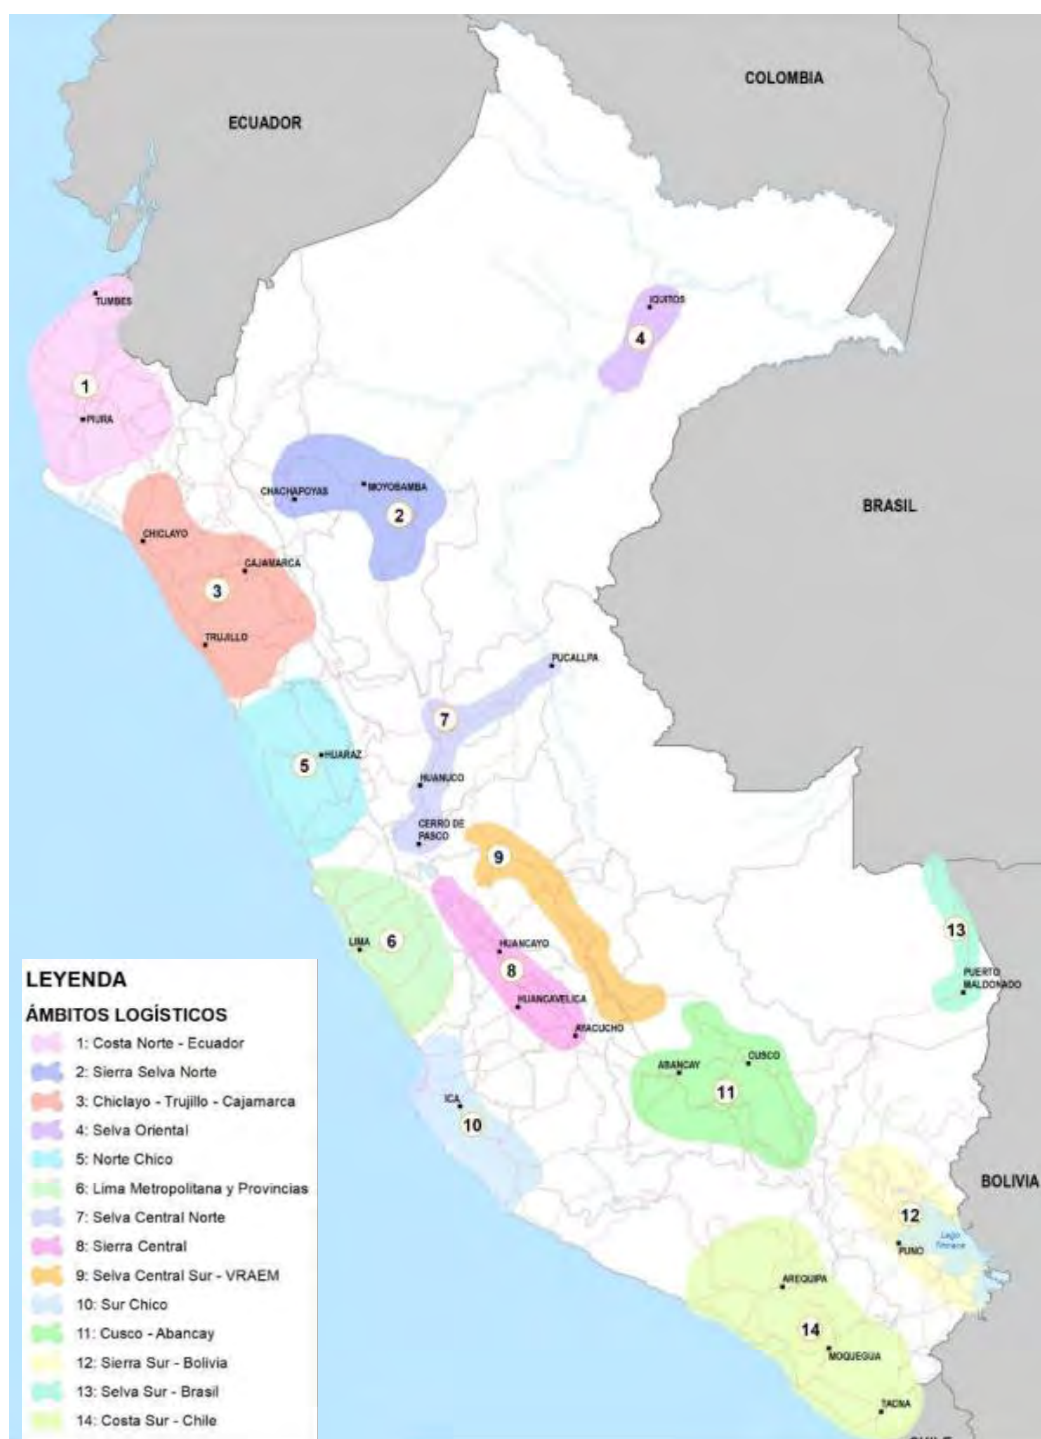 COLOMBIA
ECUADOR
IQUITOS
4
TUMBES
1
PIURA
BRASIL
CHACHAPOYAS
MOYOBAMBA
2
CHICLAYO
CAJAMARCA
3
TRUJILLO
PUCALLPA
7
HUARAZ
5
HUANUCO
CERRO DE
PASCO
9
13
LIMA
6
HUANCAYO
8
HUANCAVELICA
AYACUCHO
PUERTO
MALDONADO
ABANCAY
CUSCO
11
ICA
10
BOLIVIA
12
PUNO
Lago
Titicaca
AREQUIPA
14
MOQUEGUA
TACNA
CHILE
LEYENDA
ÁMBITOS LOGÍSTICOS
1: Costa Norte - Ecuador
2: Sierra Selva Norte
3: Chiclayo - Trujillo - Cajamarca
4: Selva Oriental
5: Norte Chico
6: Lima Metropolitana y Provincias
7: Selva Central Norte
8: Sierra Central
9: Selva Central Sur - VRAEM
10: Sur Chico
11: Cusco - Abancay
12: Sierra Sur - Bolivia
13: Selva Sur - Brasil
14: Costa Sur - Chile